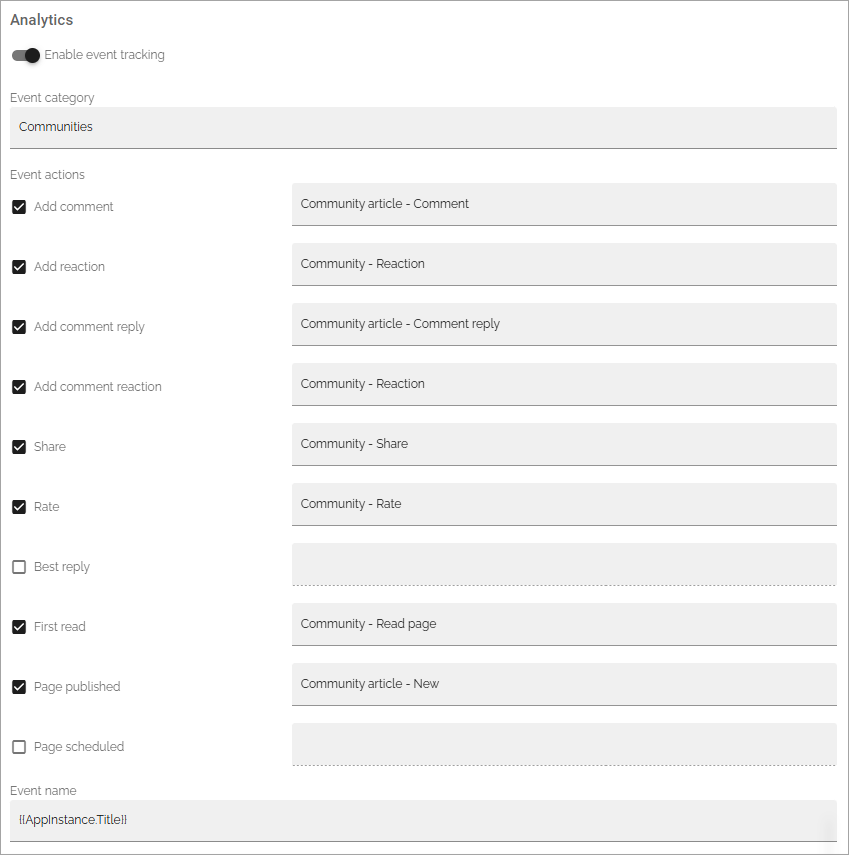 Analytics
Enable event tracking
Event category
Communities
Event actions
Add comment
Community article - Comment
Add reaction
Community - Reaction
Add comment reply
Community article - Comment reply
Add comment reaction
Community - Reaction
Share
Community - Share
Rate
Community - Rate
Best reply
First read
Community - Read page
Page published
Community article - New
Page scheduled
Event name
{{AppInstance.Title}}